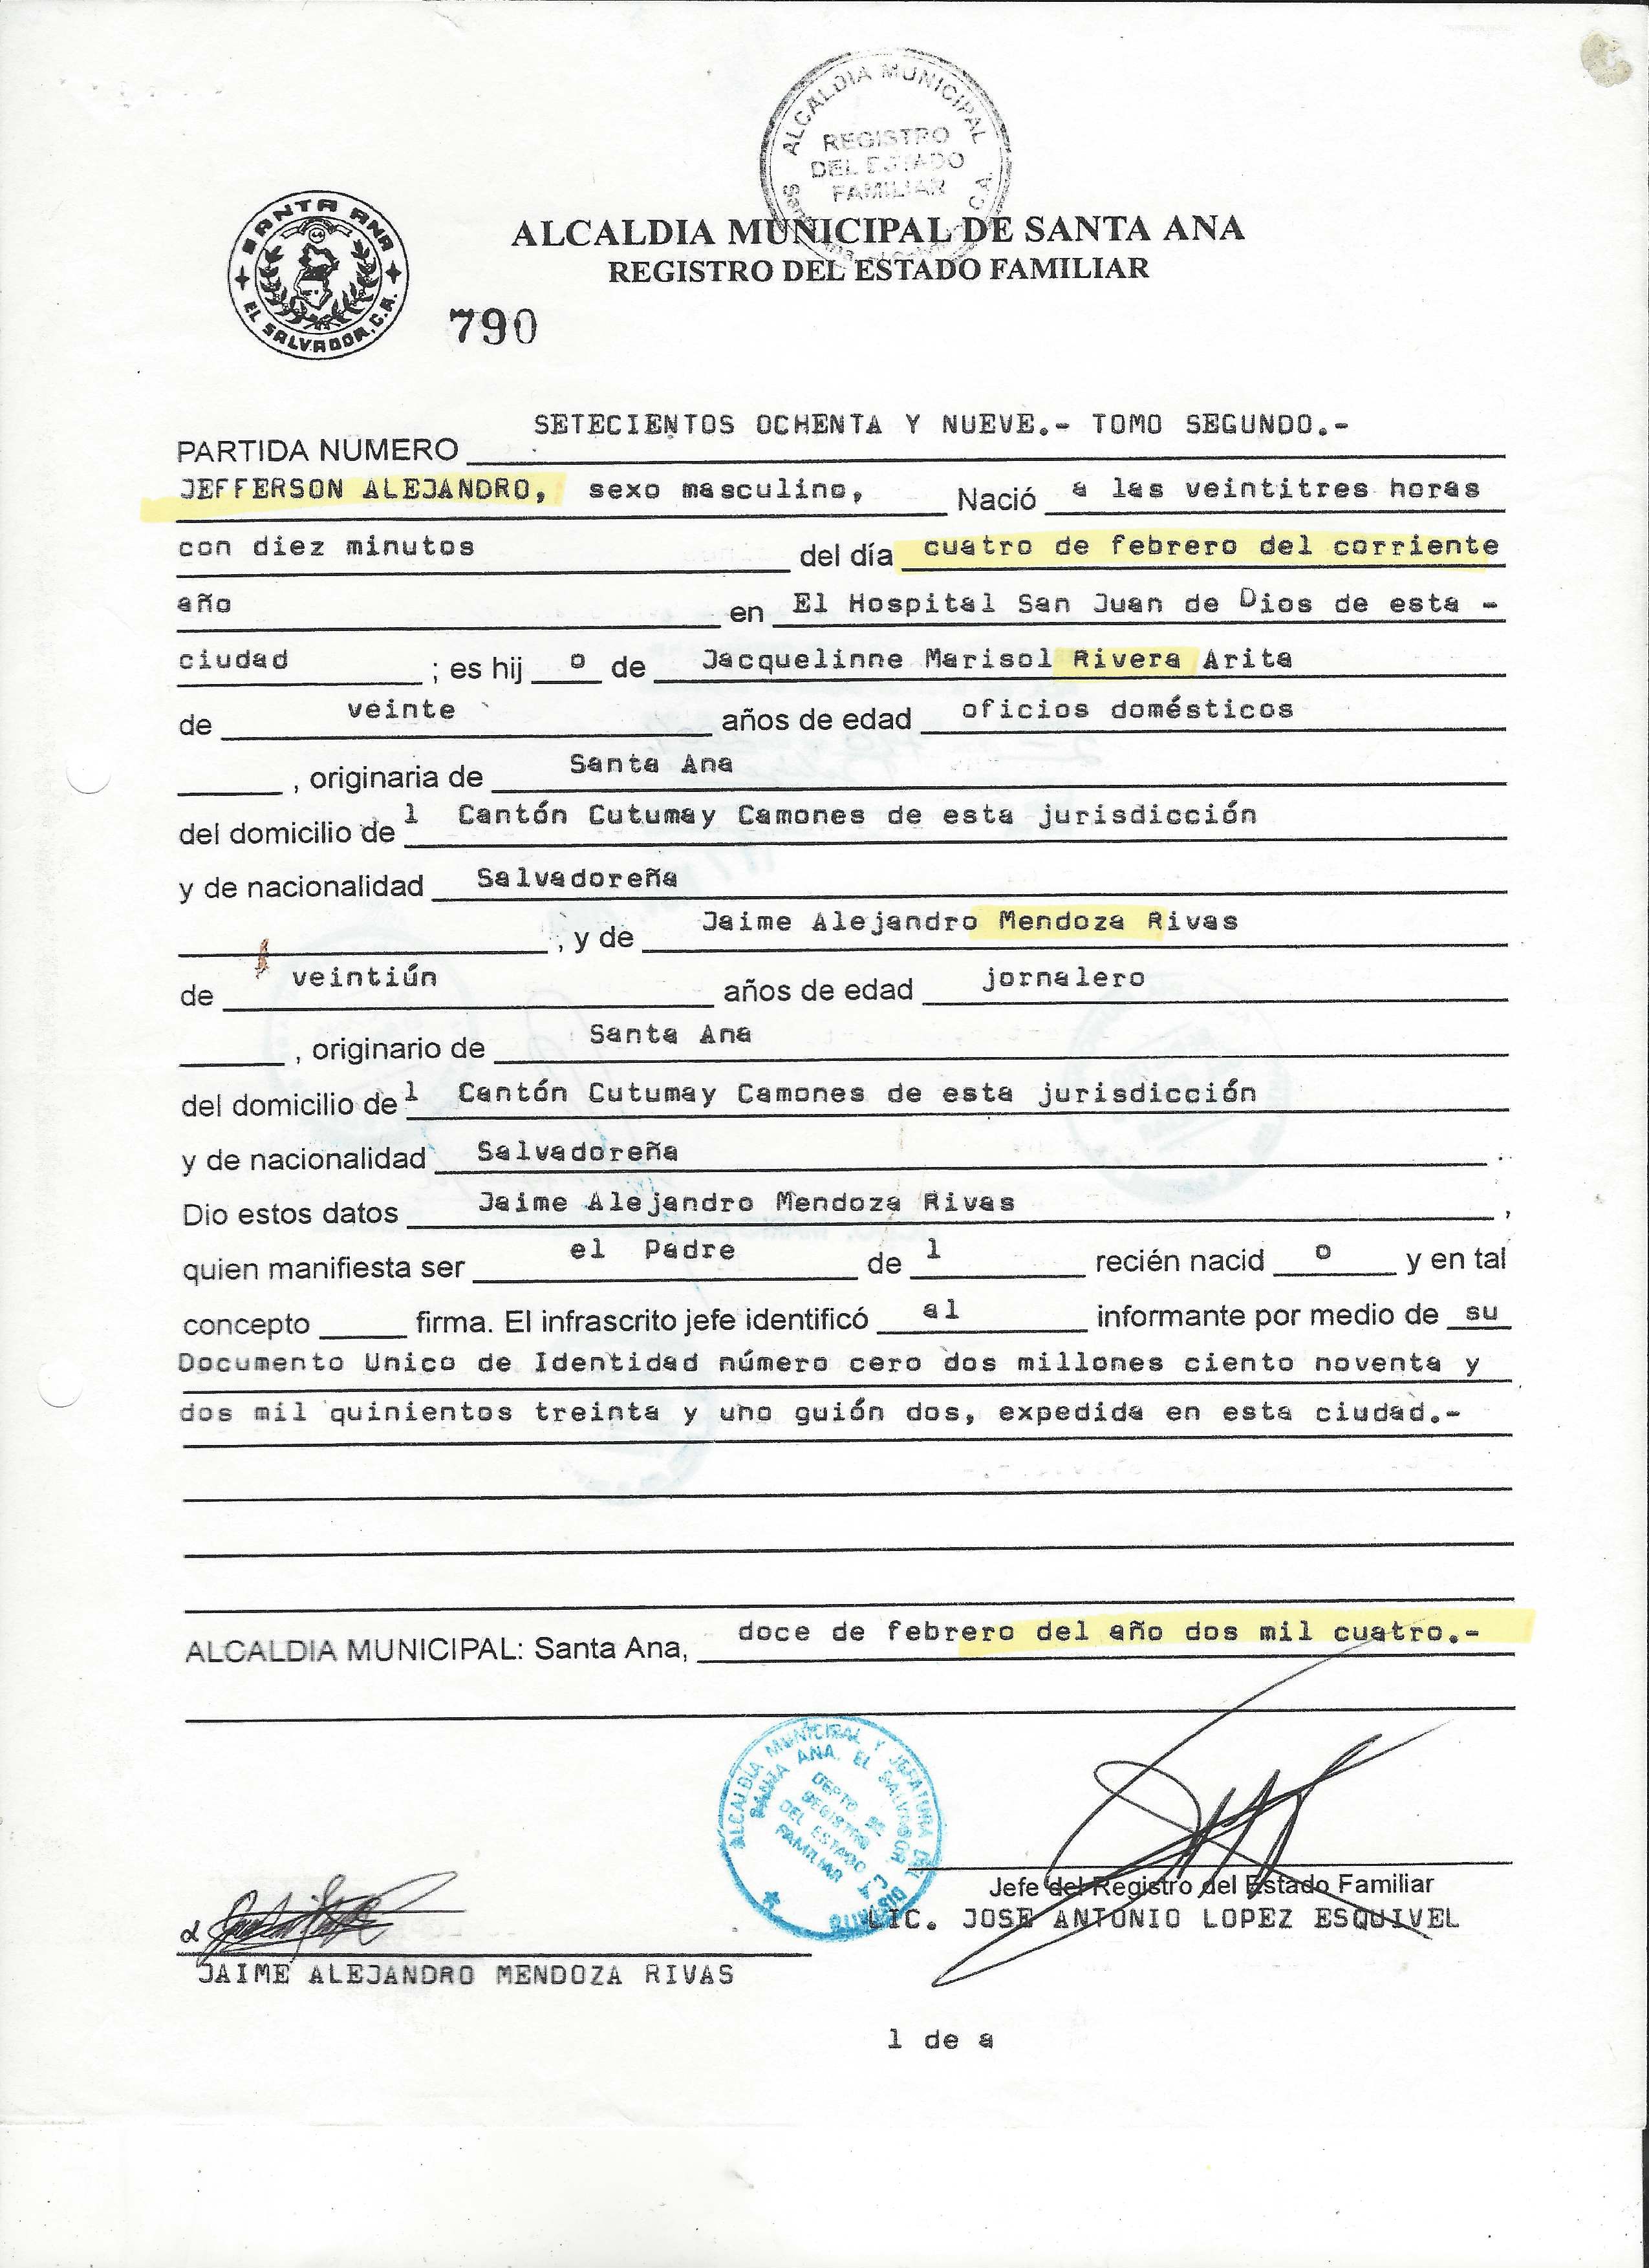 ALCALDIA MUNICIPAL
REGISTRO
DEL ESTADO
FAMILIAR
SANTA ANA
EL SALVADOR, C.A.
ALCALDIA MUNICIPAL DE SANTA ANA
REGISTRO DEL ESTADO FAMILIAR
790
PARTIDA NUMERO SETECIENTOS OCHENTA Y NUEVE.- TOMO SEGUNDO.-
JEFFERSON ALEJANDRO, sexo masculino, Nació a las veintitres horas
con diez minutos del día cuatro de febrero del corriente
año en El Hospital San Juan de Dios de esta -
ciudad ; es hij o de Jacquelinne Marisol Rivera Arita
de veinte años de edad oficios domésticos
, originaria de Santa Ana
del domicilio de l Cantón Cutumay Camones de esta jurisdicción
y de nacionalidad Salvadoreña
, y de Jaime Alejandro Mendoza Rivas
de veintiún años de edad jornalero
, originario de Santa Ana
del domicilio de l Cantón Cutumay Camones de esta jurisdicción
y de nacionalidad Salvadoreña .
Dio estos datos Jaime Alejandro Mendoza Rivas ,
quien manifiesta ser el Padre de l recién nacid o y en tal
concepto firma. El infrascrito jefe identificó al informante por medio de su
Documento Unico de Identidad número cero dos millones ciento noventa y
dos mil quinientos treinta y uno guión dos, expedida en esta ciudad.-
ALCALDIA MUNICIPAL: Santa Ana, doce de febrero del año dos mil cuatro.-
ALCALDIA MUNICIPAL Y JEFATURA DEL DISTRITO
SANTA ANA, EL SALVADOR C.A.
DEPTO. DE
REGISTRO
DEL ESTADO
FAMILIAR
Jefe del Registro del Estado Familiar
LIC. JOSE ANTONIO LOPEZ ESQUIVEL
JAIME ALEJANDRO MENDOZA RIVAS
l de a